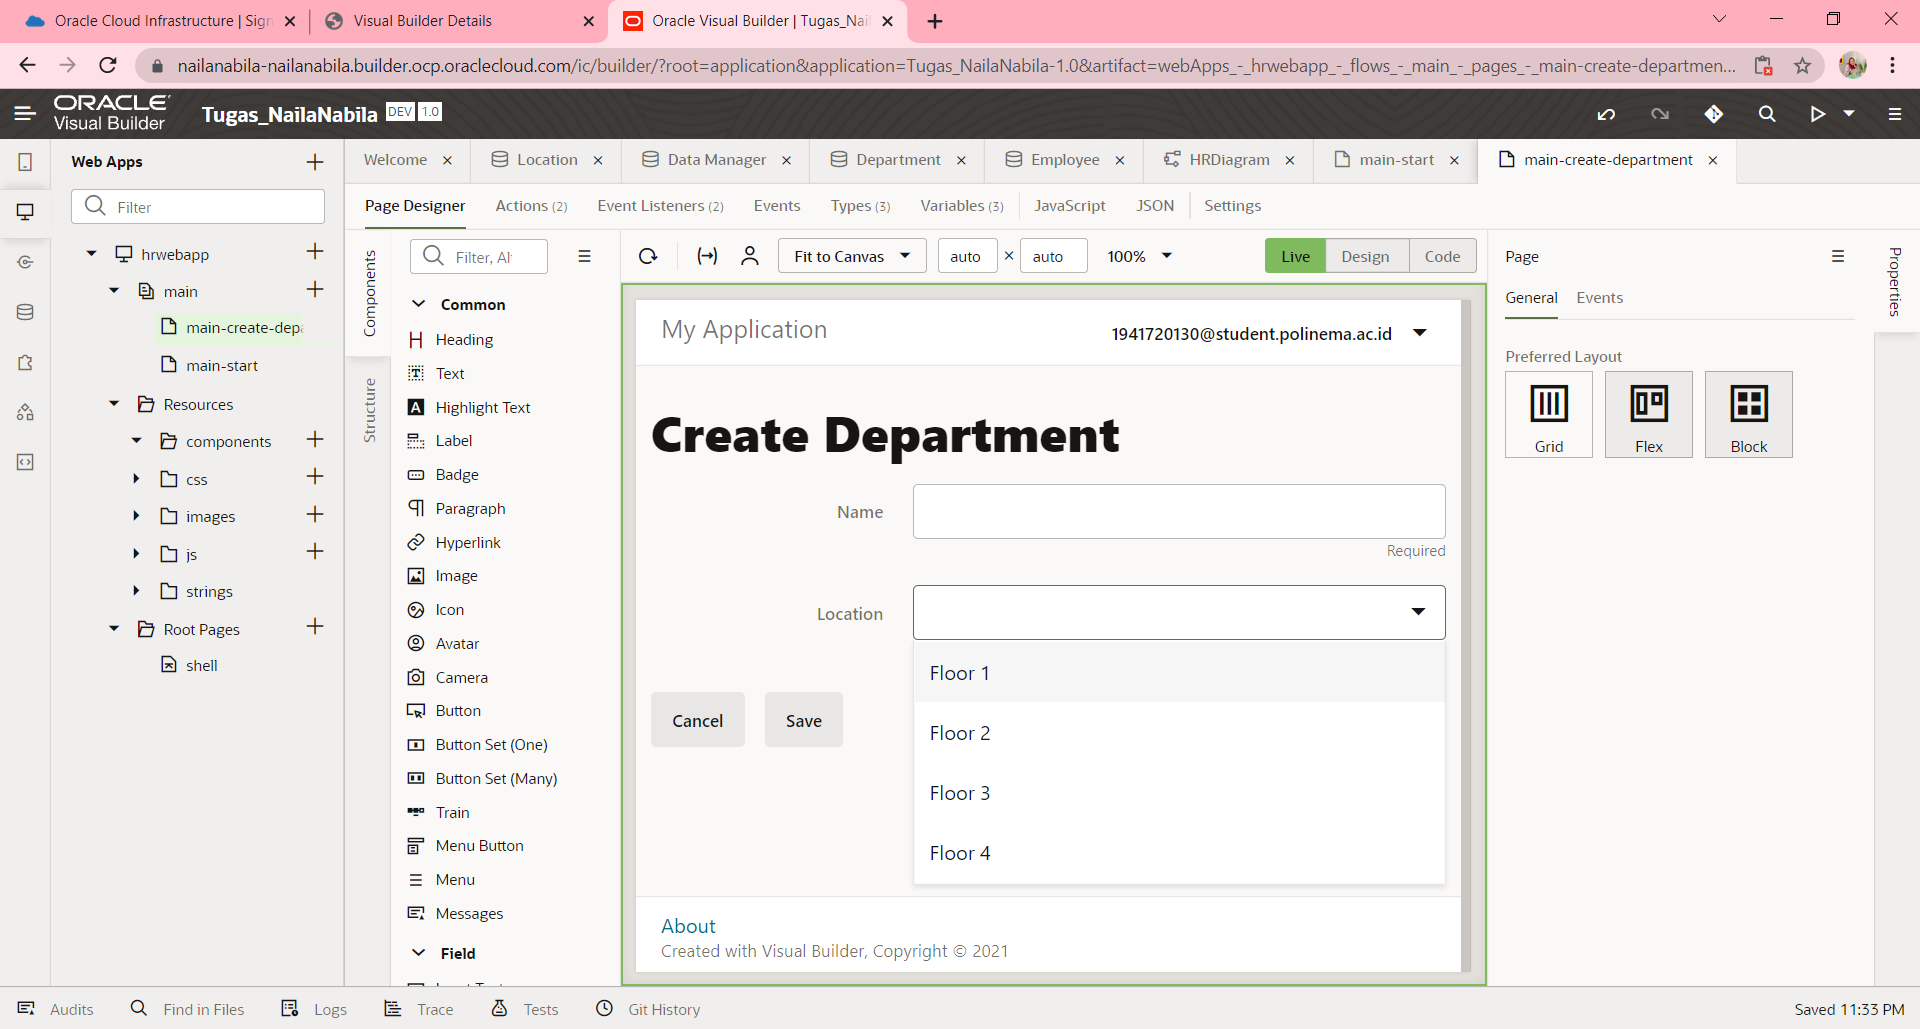 Oracle Cloud Infrastructure | Sign
Visual Builder Details
Oracle Visual Builder | Tugas_Nail
nailanabila-nailanabila.builder.ocp.oraclecloud.com/ic/builder/?root=application&application=Tugas_NailaNabila-1.0&artifact=webApps_-_hrwebapp_-_flows_-_main_-_pages_-_main-create-departmen...
ORACLE
Visual Builder
Tugas_NailaNabila DEV 1.0
Web Apps
Filter
hrwebapp
main
main-create-depa
main-start
Resources
components
css
images
js
strings
Root Pages
shell
Welcome
Location
Data Manager
Department
Employee
HRDiagram
main-start
main-create-department
Page Designer
Actions (2)
Event Listeners (2)
Events
Types (3)
Variables (3)
JavaScript
JSON
Settings
Components
Structure
Filter, Al
Common
Heading
Text
Highlight Text
Label
Badge
Paragraph
Hyperlink
Image
Icon
Avatar
Camera
Button
Button Set (One)
Button Set (Many)
Train
Menu Button
Menu
Messages
Field
Fit to Canvas
auto × auto
100%
Live
Design
Code
My Application
1941720130@student.polinema.ac.id
Create Department
Name
Required
Location
Floor 1
Floor 2
Floor 3
Floor 4
Cancel
Save
About
Created with Visual Builder, Copyright © 2021
Page
General
Events
Preferred Layout
Grid
Flex
Block
Properties
Audits
Find in Files
Logs
Trace
Tests
Git History
Saved 11:33 PM